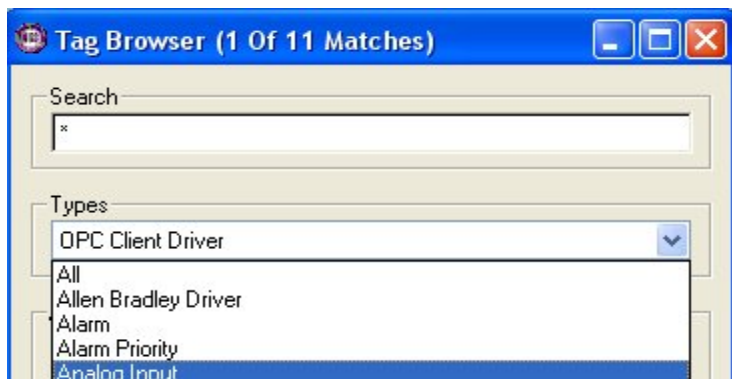 Tag Browser (1 Of 11 Matches)
Search
*
Types
OPC Client Driver
All
Allen Bradley Driver
Alarm
Alarm Priority
Analog Input